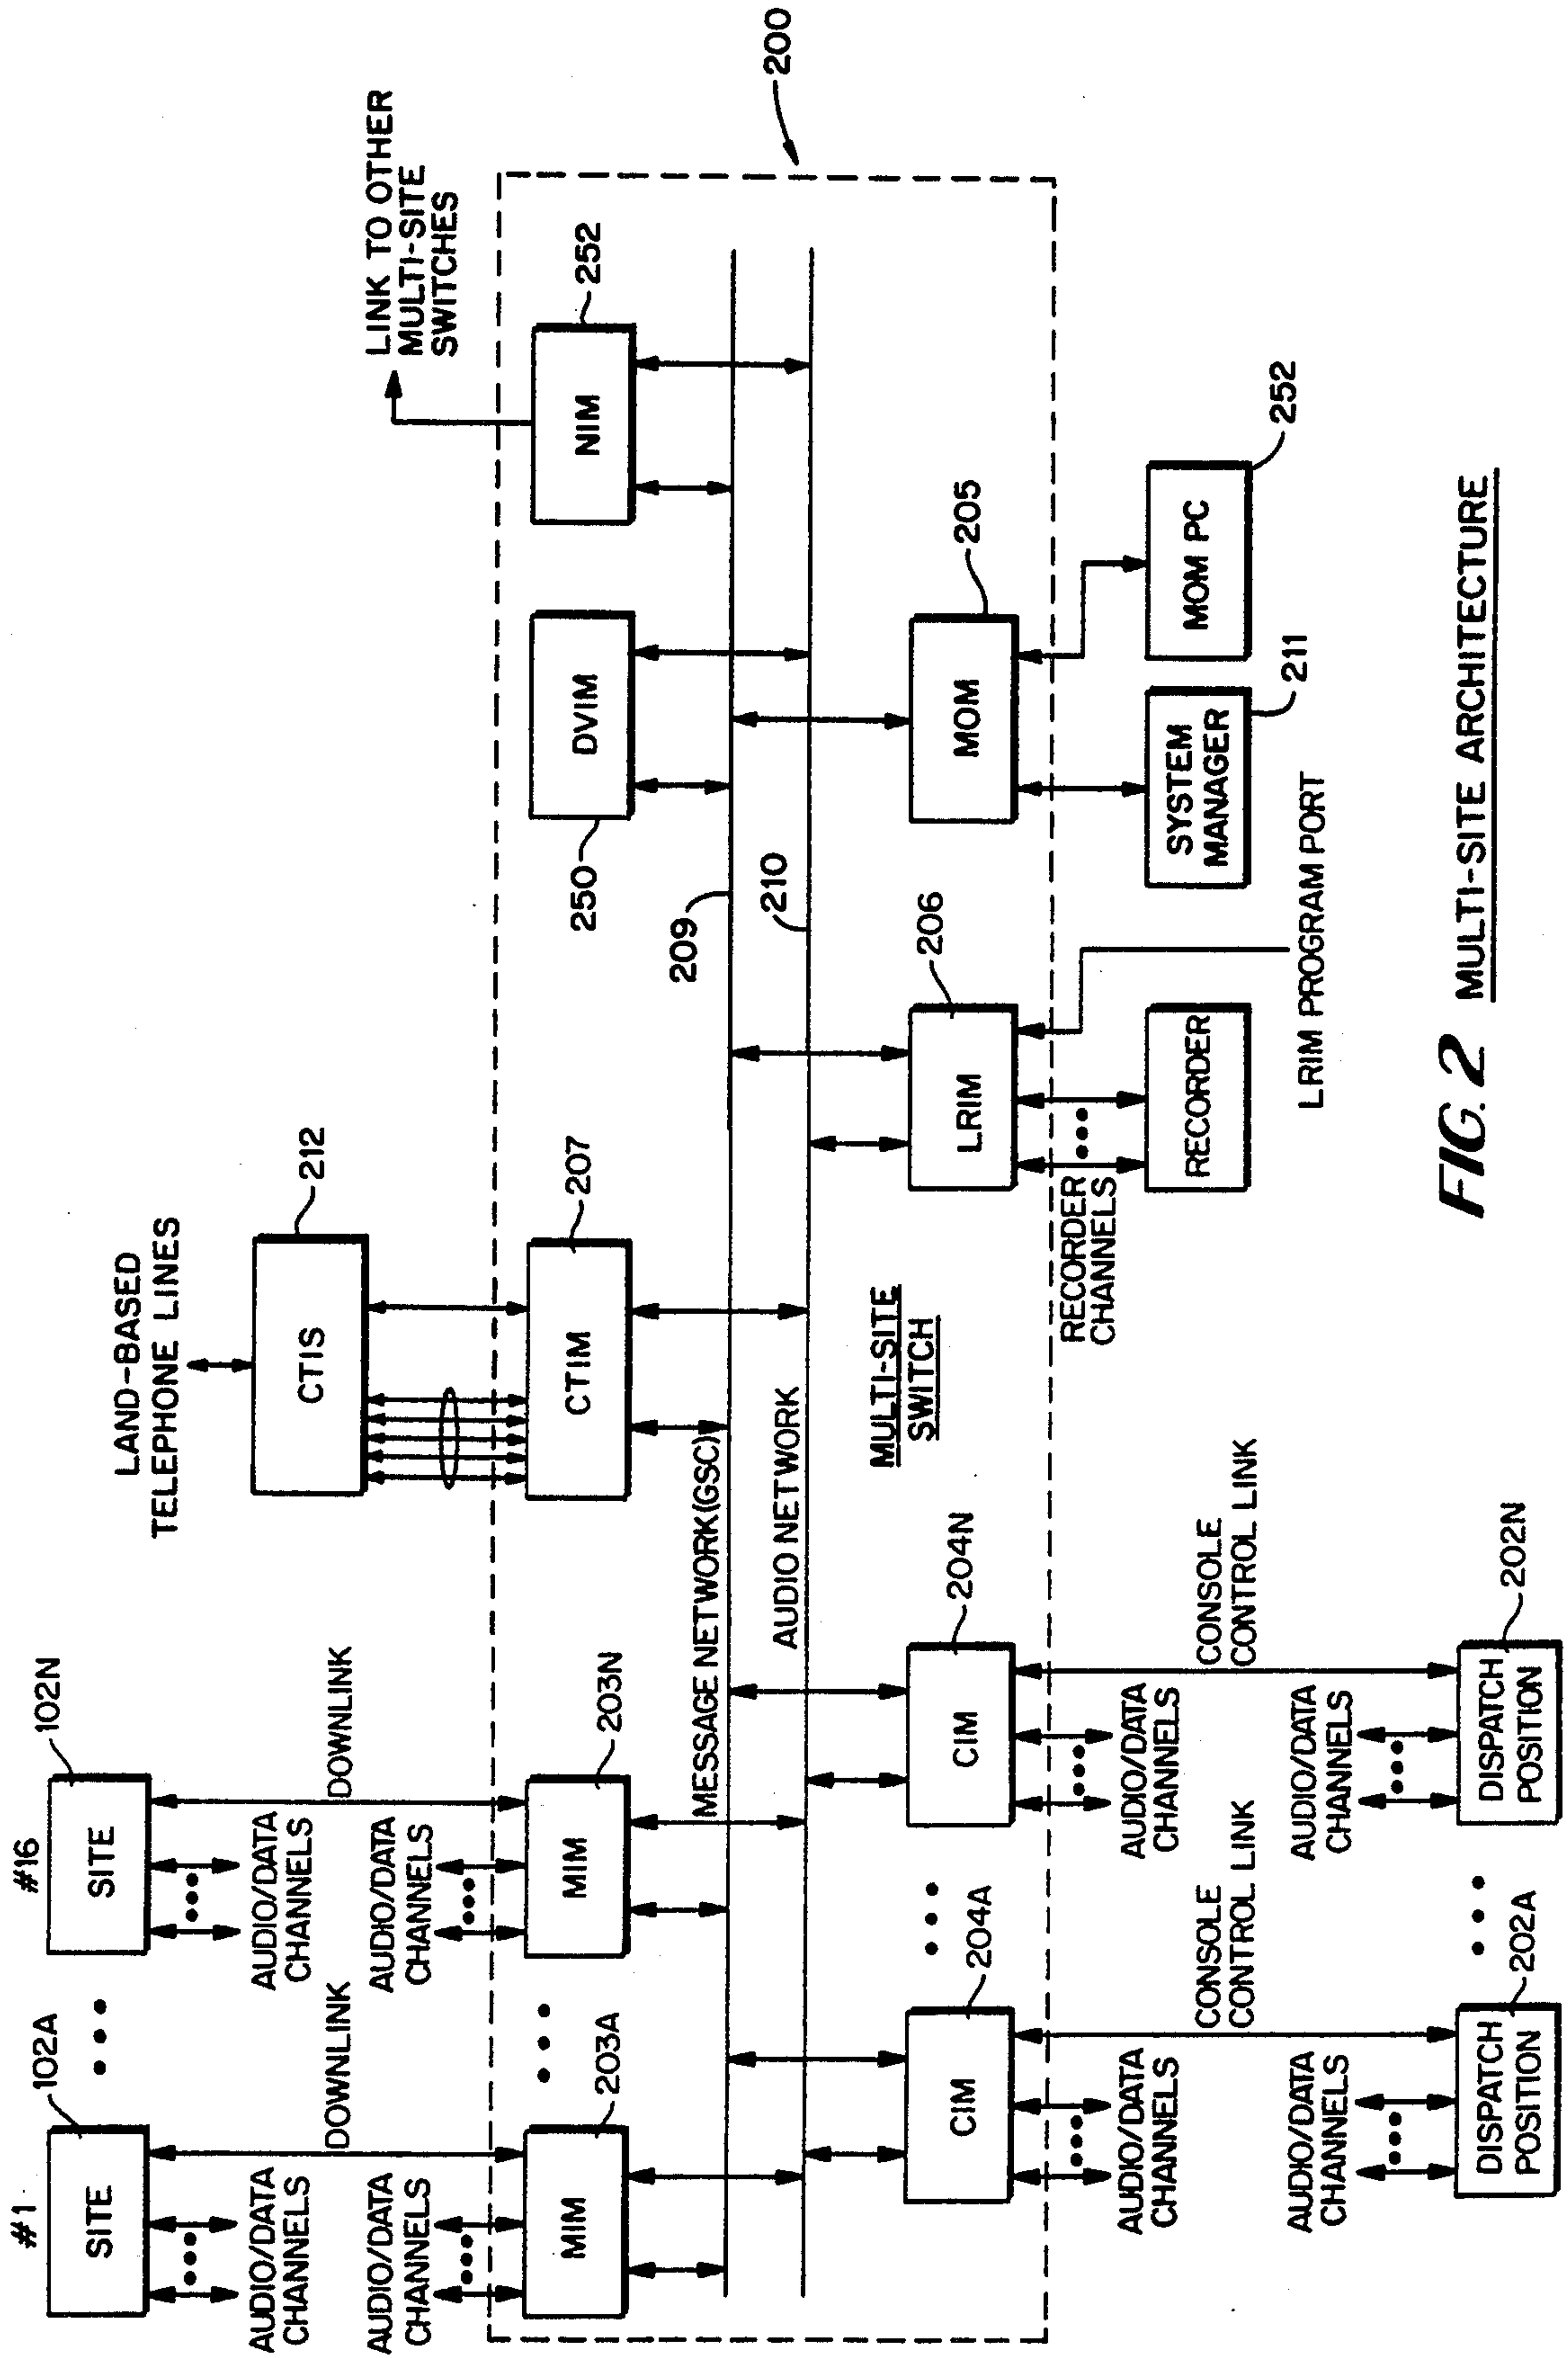 #1
102A
SITE
AUDIO/DATA
CHANNELS
DOWNLINK
AUDIO/DATA
CHANNELS
#16
102N
SITE
AUDIO/DATA
CHANNELS
DOWNLINK
AUDIO/DATA
CHANNELS
LAND-BASED
TELEPHONE LINES
212
CTIS
LINK TO OTHER
MULTI-SITE
SWITCHES
200
203A
MIM
203N
MIM
207
CTIM
250
DVIM
252
NIM
MESSAGE NETWORK(GSC)
209
AUDIO NETWORK
210
MULTI-SITE
SWITCH
204A
CIM
204N
CIM
206
LRIM
205
MOM
AUDIO/DATA
CHANNELS
CONSOLE
CONTROL LINK
AUDIO/DATA
CHANNELS
CONSOLE
CONTROL LINK
RECORDER
CHANNELS
RECORDER
LRIM PROGRAM PORT
SYSTEM
MANAGER
211
MOM PC
252
AUDIO/DATA
CHANNELS
AUDIO/DATA
CHANNELS
DISPATCH
POSITION
202A
DISPATCH
POSITION
202N
FIG. 2 MULTI-SITE ARCHITECTURE